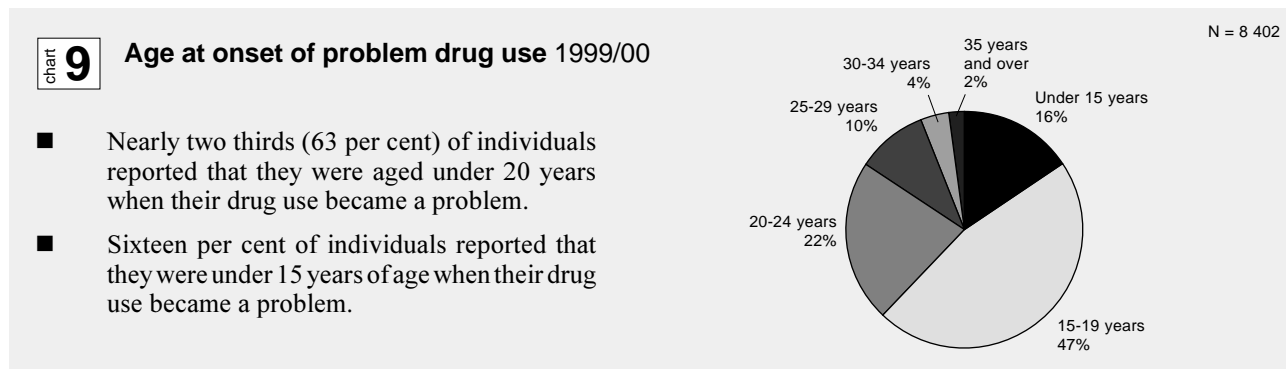 chart 9 Age at onset of problem drug use 1999/00
■ Nearly two thirds (63 per cent) of individuals
reported that they were aged under 20 years
when their drug use became a problem.
■ Sixteen per cent of individuals reported that
they were under 15 years of age when their drug
use became a problem.
N = 8 402
35 years
and over
2%
30-34 years
4%
Under 15 years
16%
25-29 years
10%
20-24 years
22%
15-19 years
47%